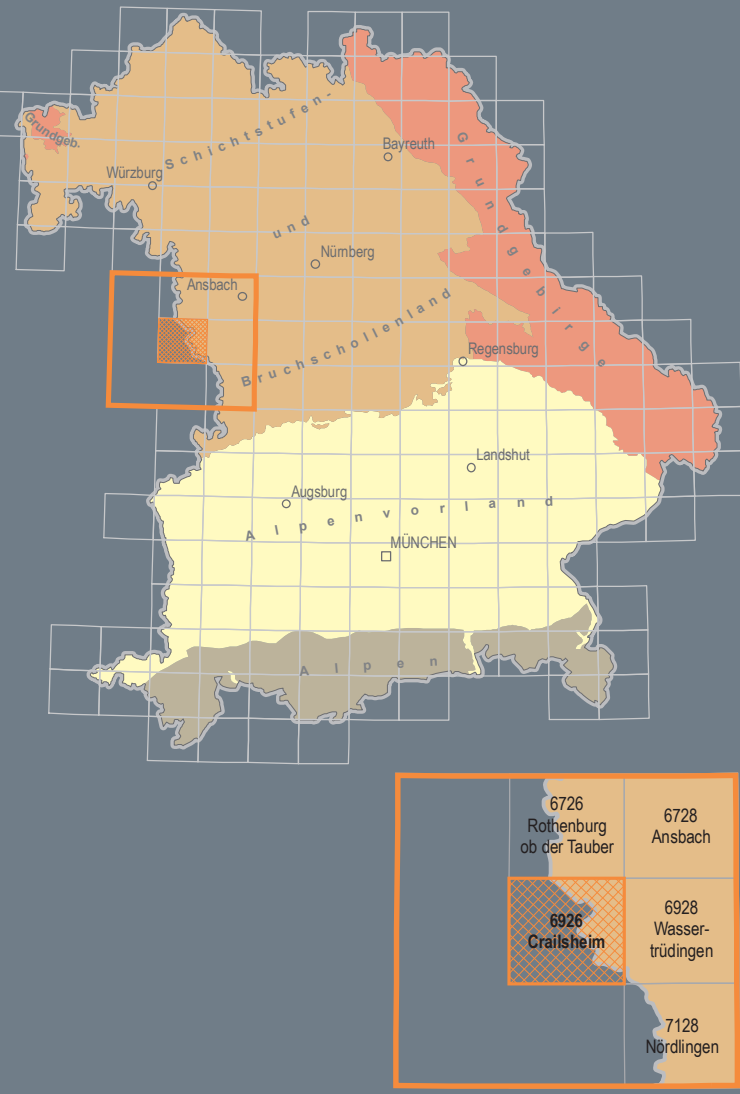 Grundgeb-
Schichtstufen-
Bayreuth
Würzburg
Grundgebirge
und
Nürnberg
Ansbach
Bruchschollenland
Regensburg
Landshut
Augsburg
Alpenvorland
MÜNCHEN
Alpen
6726
Rothenburg
ob der Tauber
6728
Ansbach
6926
Crailsheim
6928
Wasser-
trüdingen
7128
Nördlingen